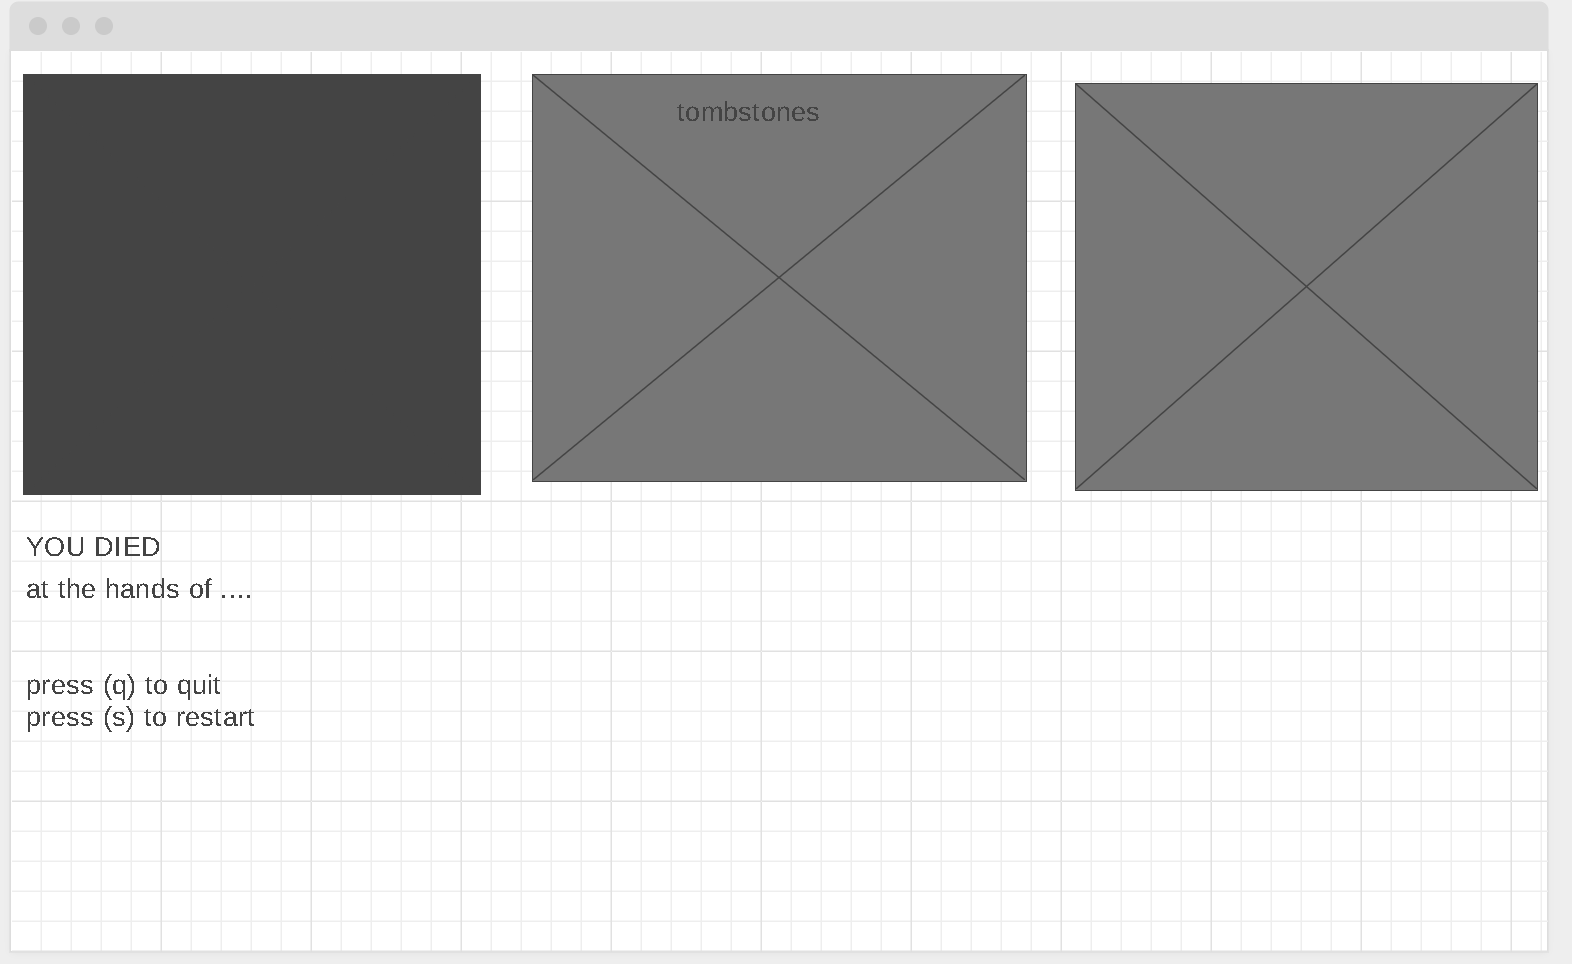 tombstones
YOU DIED
at the hands of ....
press (q) to quit
press (s) to restart